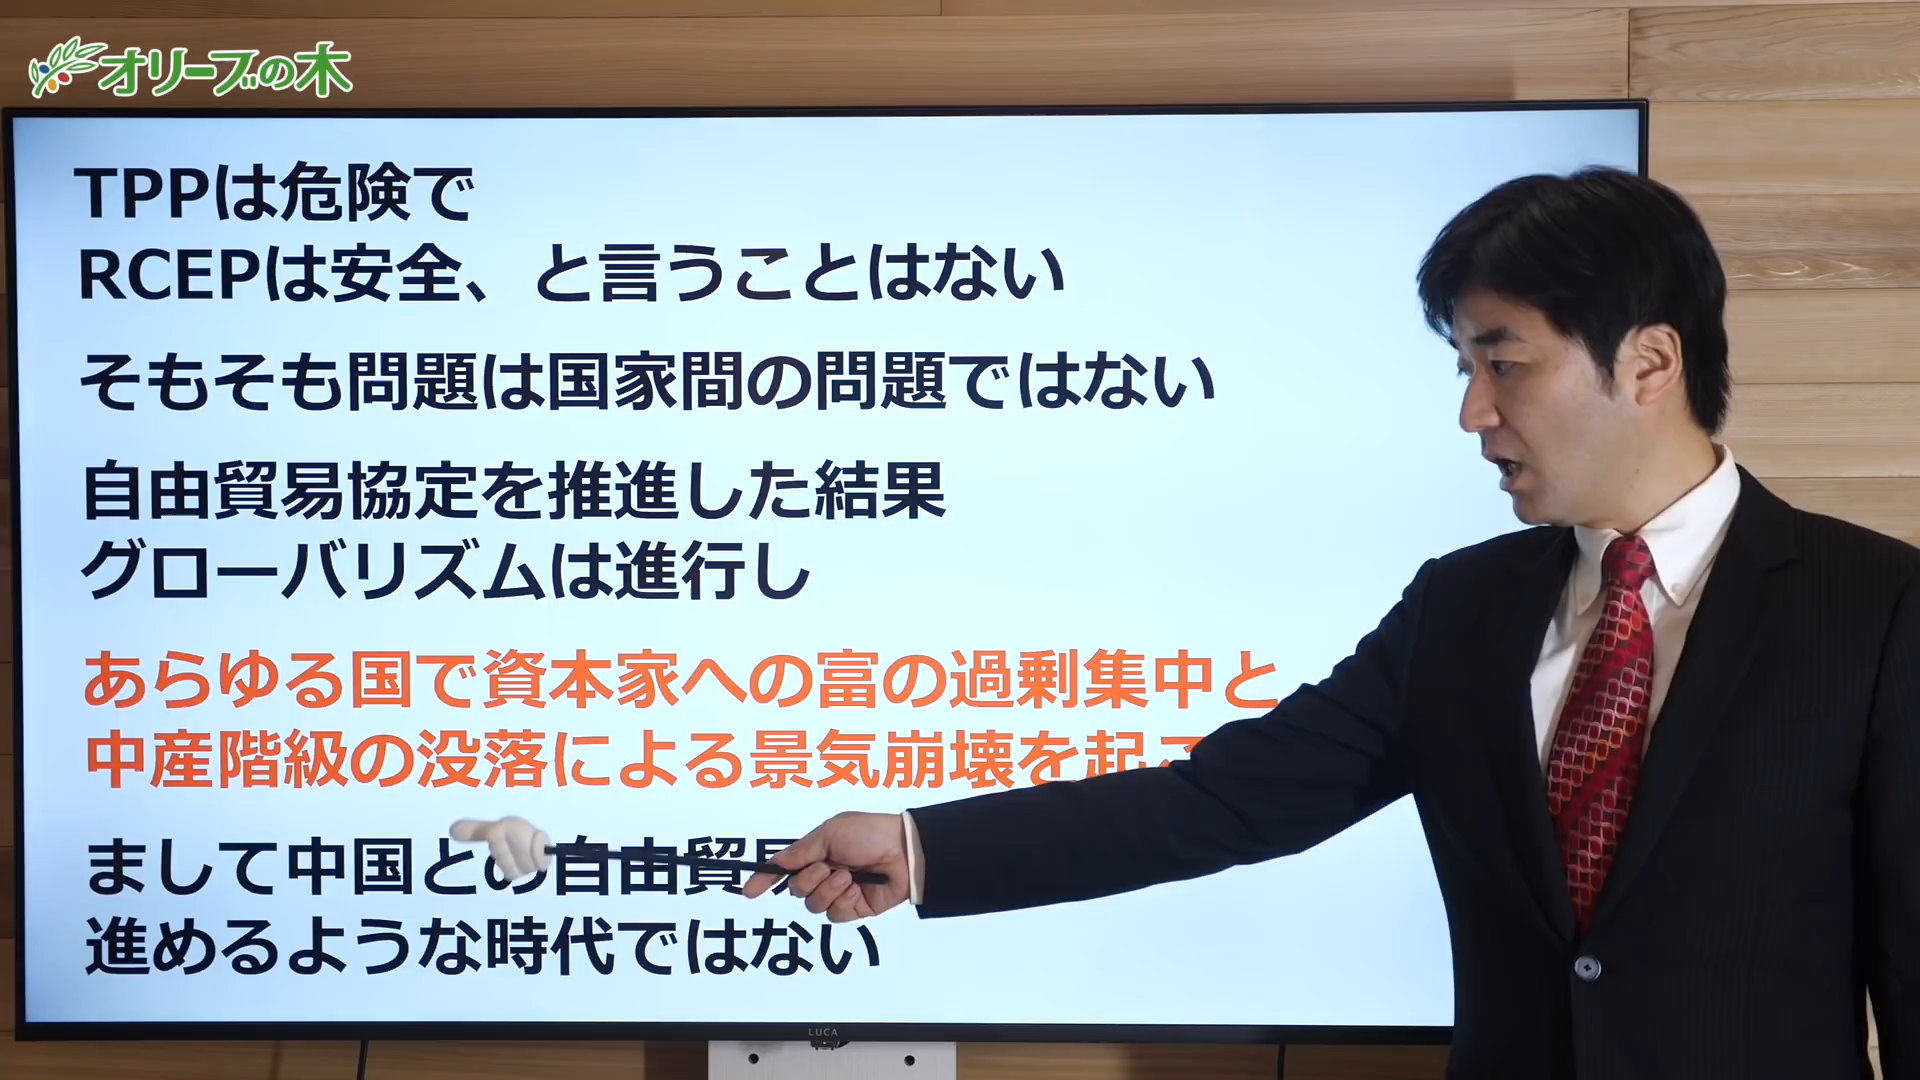 オリーブの木
TPPは危険で
RCEPは安全、と言うことはない
そもそも問題は国家間の問題ではない
自由貿易協定を推進した結果
グローバリズムは進行し
あらゆる国で資本家への富の過剰集中と
中産階級の没落による景気崩壊を起こ
まして中国との自由貿易
進めるような時代ではない
LUCA